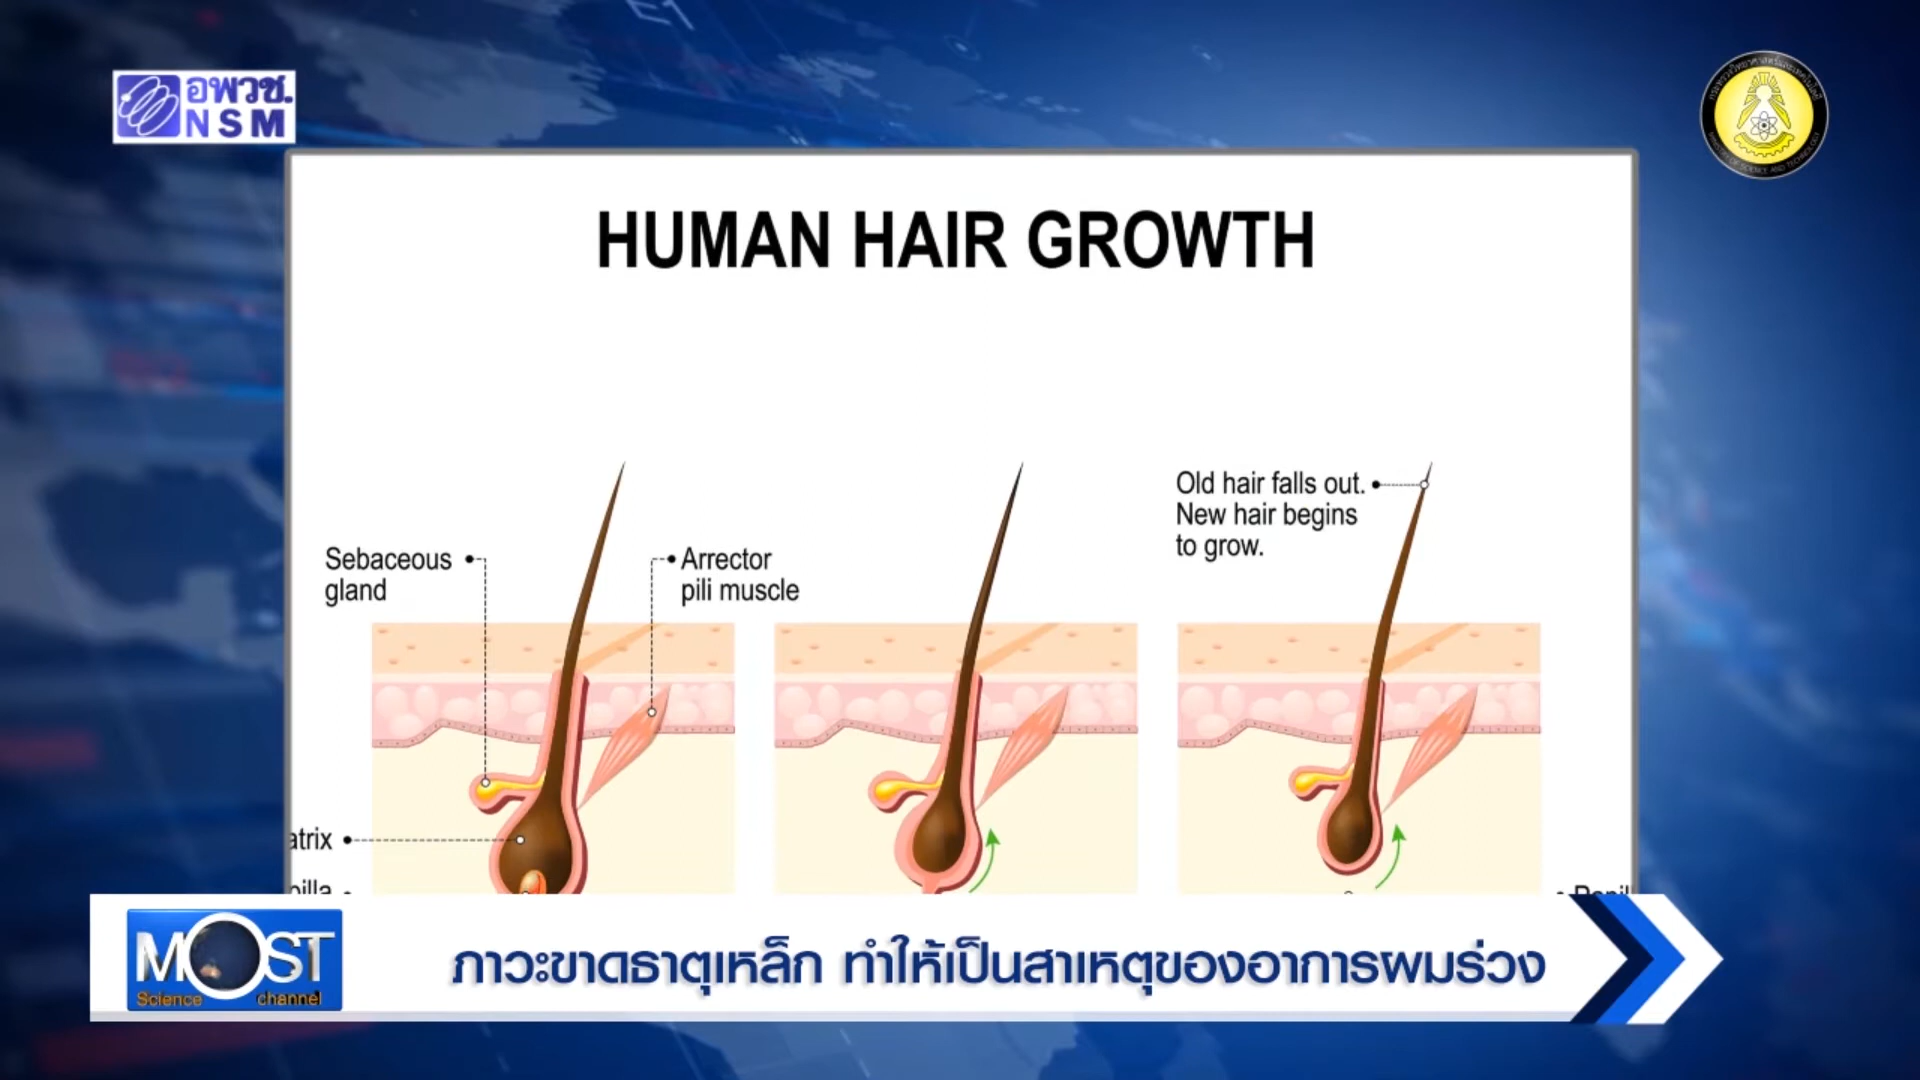 อพวช.
NSM
HUMAN HAIR GROWTH
Old hair falls out.
New hair begins
to grow.
Sebaceous
gland
Arrector
pili muscle
atrix
MOST
Science channel
ภาวะขาดธาตุเหล็ก ทำให้เป็นสาเหตุของอาการผมร่วง